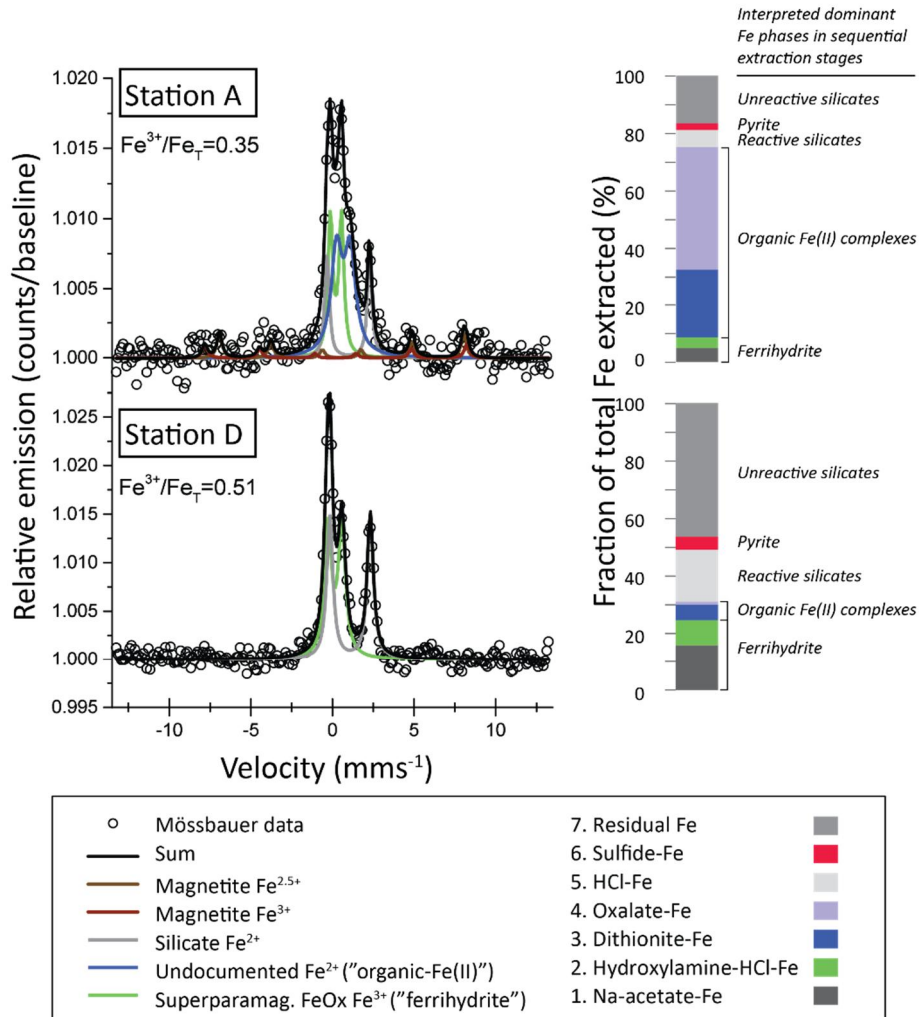 Interpreted dominant
Fe phases in sequential
extraction stages
Relative emission (counts/baseline)
1.020
1.015
1.010
1.005
1.000
Station A
Fe³⁺/Fe_T=0.35
1.025
1.020
1.015
1.010
1.005
1.000
0.995
Station D
Fe³⁺/Fe_T=0.51
-10
-5
0
5
10
Velocity (mms⁻¹)
Fraction of total Fe extracted (%)
100
80
60
40
20
0
Unreactive silicates
Pyrite
Reactive silicates
Organic Fe(II) complexes
Ferrihydrite
100
80
60
40
20
0
Unreactive silicates
Pyrite
Reactive silicates
Organic Fe(II) complexes
Ferrihydrite
Mössbauer data
Sum
Magnetite Fe²·⁵⁺
Magnetite Fe³⁺
Silicate Fe²⁺
Undocumented Fe²⁺ ("organic-Fe(II)")
Superparamag. FeOx Fe³⁺ ("ferrihydrite")
7. Residual Fe
6. Sulfide-Fe
5. HCl-Fe
4. Oxalate-Fe
3. Dithionite-Fe
2. Hydroxylamine-HCl-Fe
1. Na-acetate-Fe